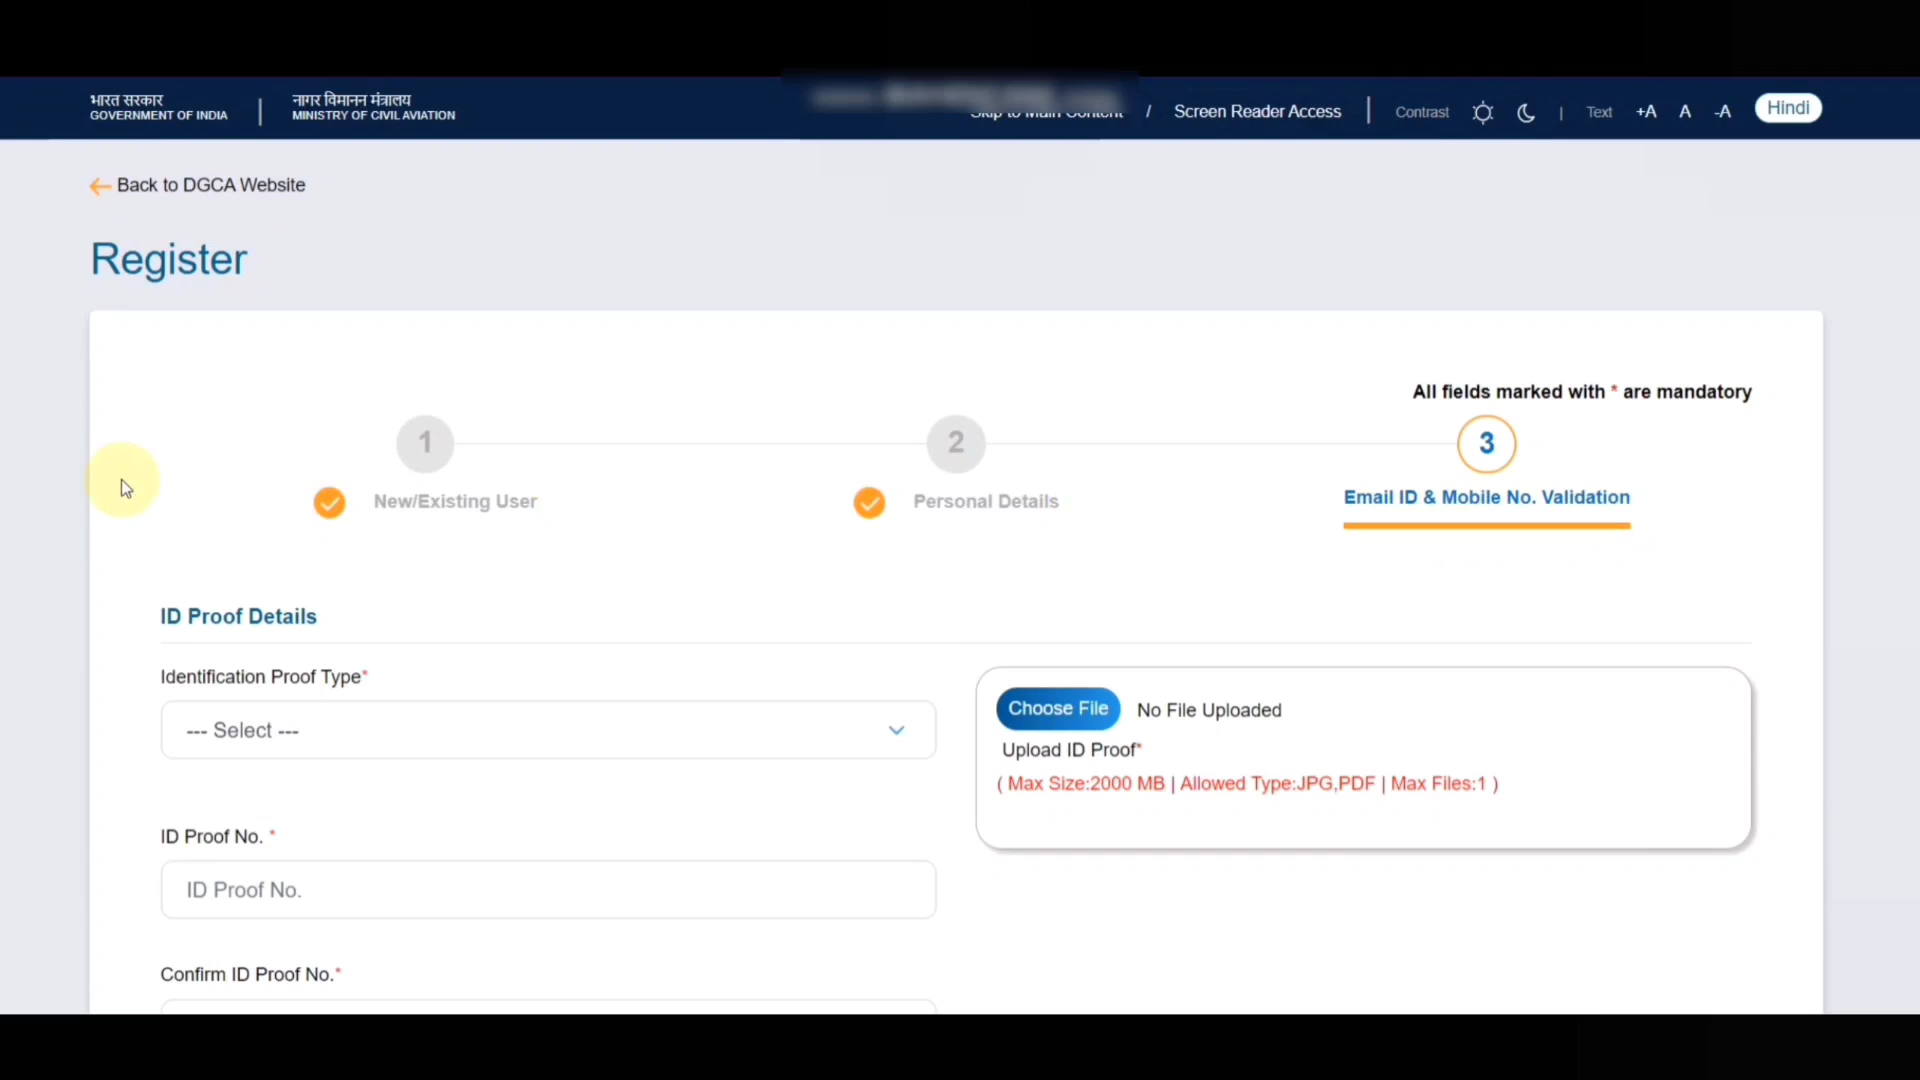 भारत सरकार
GOVERNMENT OF INDIA
नागर विमानन मंत्रालय
MINISTRY OF CIVIL AVIATION
Skip to Main Content / Screen Reader Access | Contrast | Text +A A -A Hindi
Back to DGCA Website
Register
All fields marked with * are mandatory
1 2 3
New/Existing User Personal Details Email ID & Mobile No. Validation
ID Proof Details
Identification Proof Type*
--- Select ---
Choose File No File Uploaded
Upload ID Proof*
( Max Size:2000 MB | Allowed Type:JPG,PDF | Max Files:1 )
ID Proof No. *
ID Proof No.
Confirm ID Proof No.*